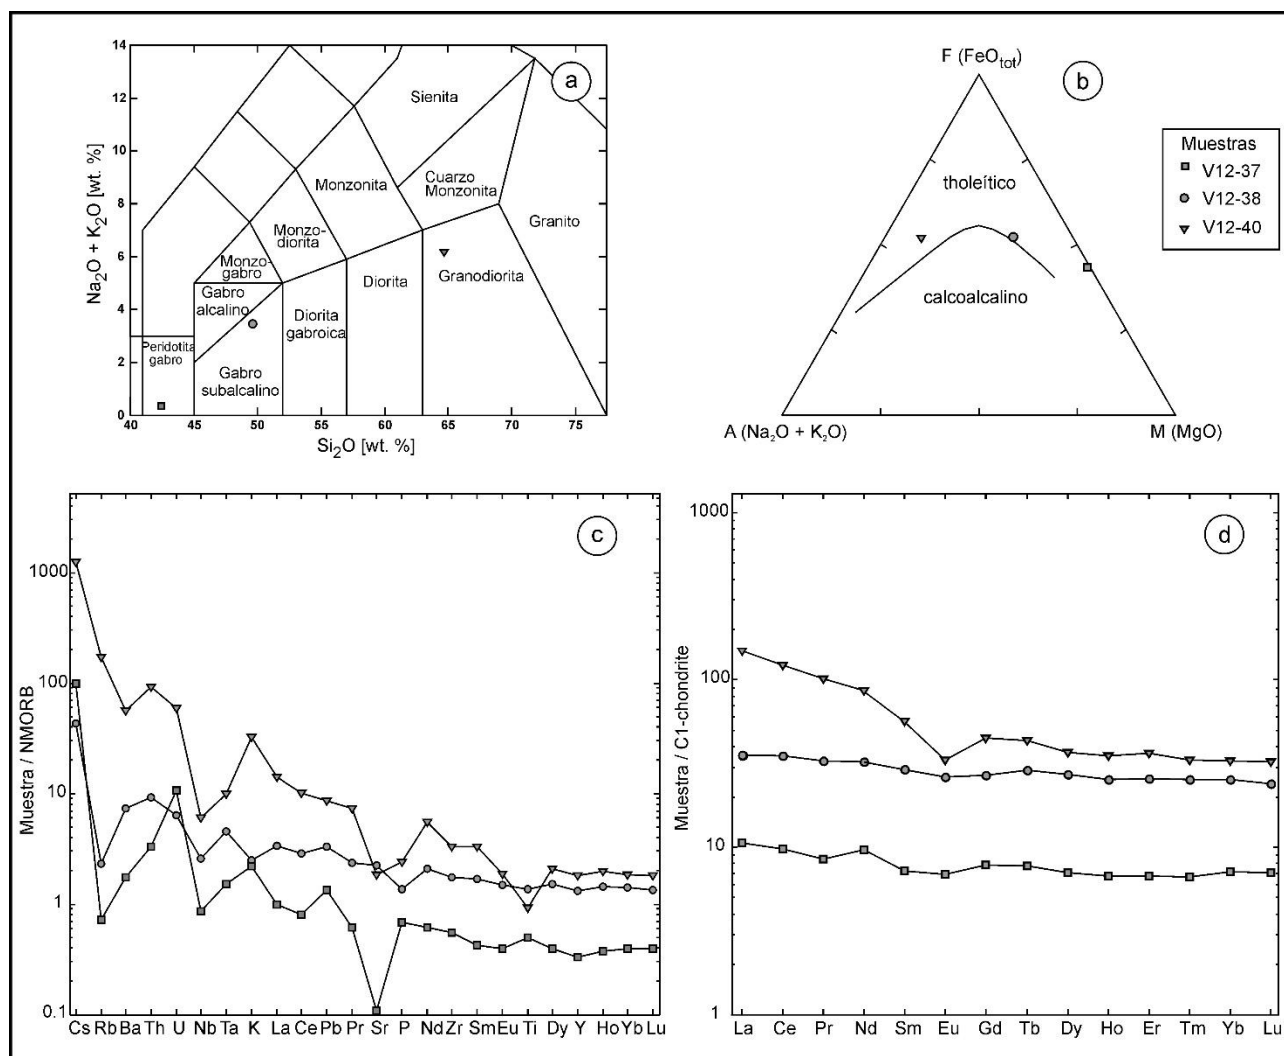 a
14
12
10
8
6
4
2
0
Na₂O + K₂O [wt. %]
Sienita
Monzonita
Cuarzo
Monzonita
Granito
Monzo-
diorita
Monzo-
gabro
Gabro
alcalino
Diorita
gabroica
Diorita
Granodiorita
Peridotita
gabro
Gabro
subalcalino
40 45 50 55 60 65 70 75
Si₂O [wt. %]
b
F (FeOtot)
tholeítico
calcoalcalino
A (Na₂O + K₂O)
M (MgO)
Muestras
V12-37
V12-38
V12-40
c
1000
100
10
1
0.1
Muestra / NMORB
Cs Rb Ba Th U Nb Ta K La Ce Pb Pr Sr P Nd Zr Sm Eu Ti Dy Y Ho Yb Lu
d
1000
100
10
1
Muestra / C1-chondrite
La Ce Pr Nd Sm Eu Gd Tb Dy Ho Er Tm Yb Lu